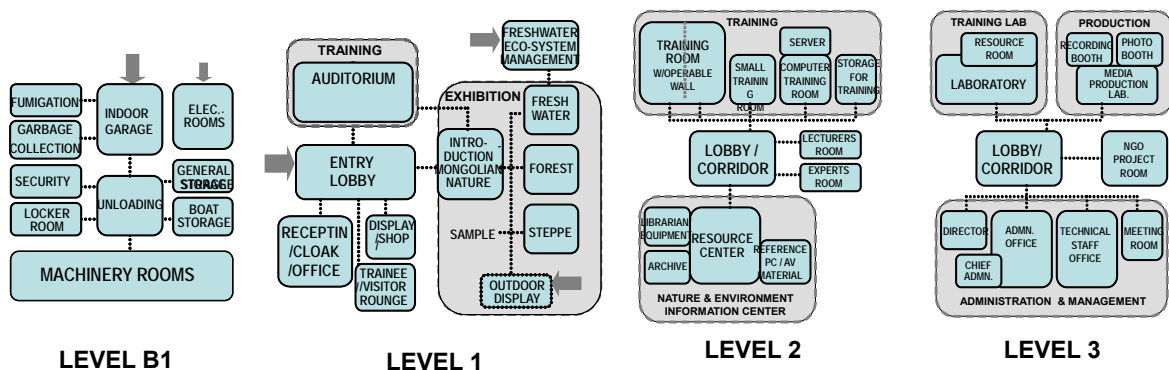 FUMIGATION
GARBAGE
COLLECTION
SECURITY
LOCKER
ROOM
INDOOR
GARAGE
ELEC.-
ROOMS
UNLOADING
GENERAL
STORAGE
BOAT
STORAGE
MACHINERY ROOMS
LEVEL B1
TRAINING
AUDITORIUM
FRESHWATER
ECO-SYSTEM
MANAGEMENT
EXHIBITION
FRESH
WATER
ENTRY
LOBBY
INTRO-
DUCTION
MONGOLIAN
NATURE
FOREST
STEPPE
SAMPLE
OUTDOOR
DISPLAY
RECEPTIN
/CLOAK
/OFFICE
DISPLAY
/SHOP
TRAINEE
/VISITOR
ROUNGE
LEVEL 1
TRAINING
TRAINING
ROOM
W/OPERABLE
WALL
SMALL
TRAININ
G
ROOM
SERVER
COMPUTER
TRAINING
ROOM
STORAGE
FOR
TRAINING
LOBBY /
CORRIDOR
LECTURERS
ROOM
EXPERTS
ROOM
LIBRARIAN
EQUIPMENT
ARCHIVE
RESOURCE
CENTER
REFERENCE
PC / AV
MATERIAL
NATURE & ENVIRONMENT
INFORMATION CENTER
LEVEL 2
TRAINING LAB
RESOURCE
ROOM
LABORATORY
PRODUCTION
RECORDING
BOOTH
PHOTO
BOOTH
MEDIA
PRODUCTION
LAB.
LOBBY/
CORRIDOR
NGO
PROJECT
ROOM
DIRECTOR
CHIEF
ADMN.
ADMN.
OFFICE
TECHNICAL
STAFF
OFFICE
MEETING
ROOM
ADMINISTRATION & MANAGEMENT
LEVEL 3